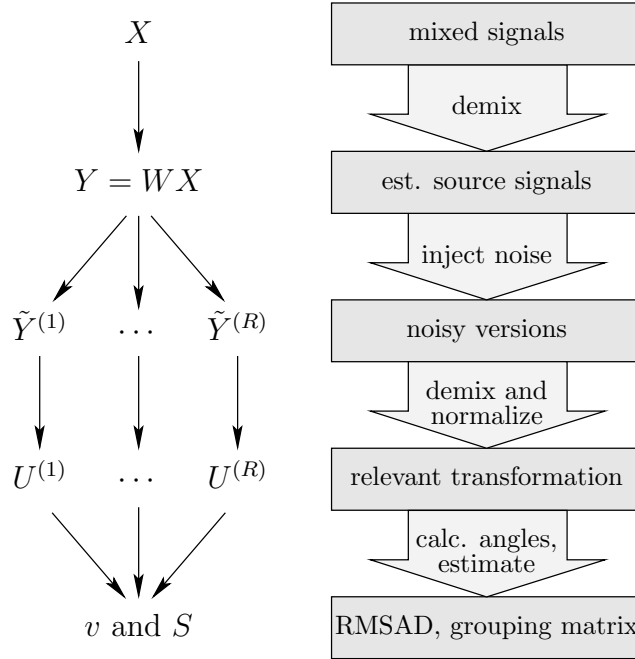 X
mixed signals
demix
Y = WX
est. source signals
inject noise
Ỹ^{(1)} ⋯ Ỹ^{(R)}
noisy versions
demix and
normalize
U^{(1)} ⋯ U^{(R)}
relevant transformation
calc. angles,
estimate
v and S
RMSAD, grouping matrix